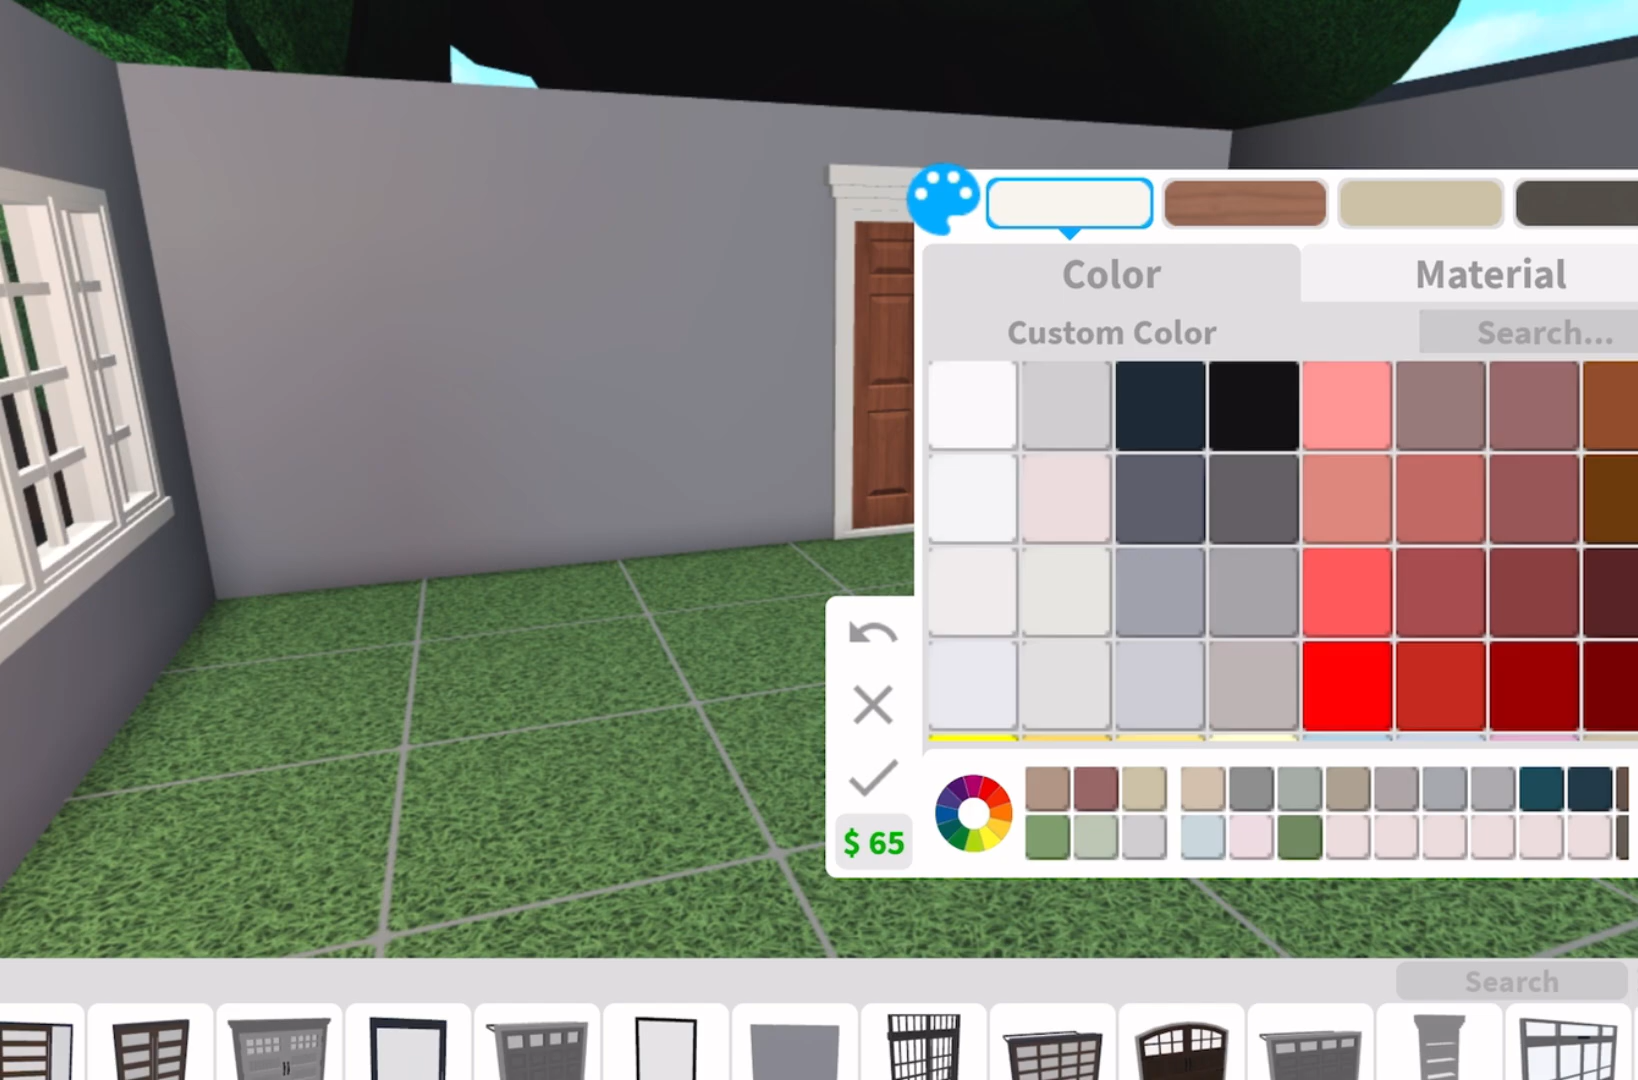 Color
Material
Custom Color
Search...
$ 65
Search